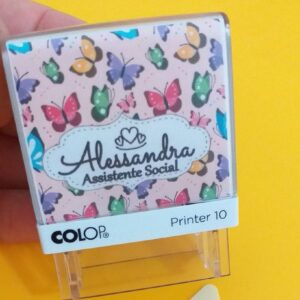 Alessandra
Assistente Social
COLOP®
Printer 10